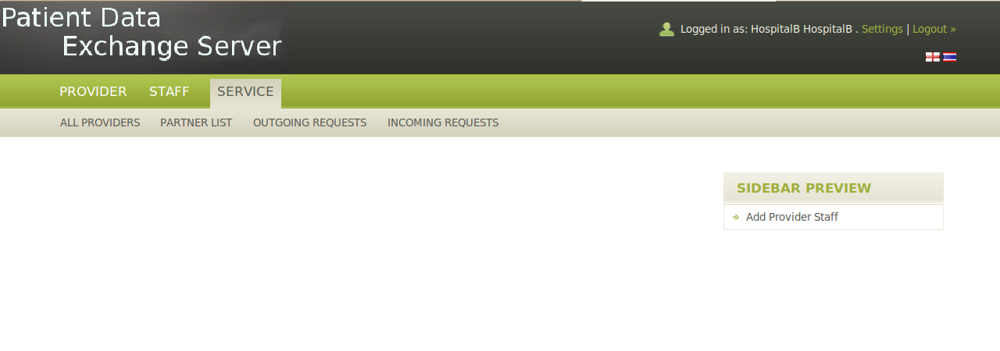 Patient Data
Exchange Server
Logged in as: HospitalB HospitalB . Settings | Logout »
PROVIDER STAFF SERVICE
ALL PROVIDERS PARTNER LIST OUTGOING REQUESTS INCOMING REQUESTS
SIDEBAR PREVIEW
Add Provider Staff